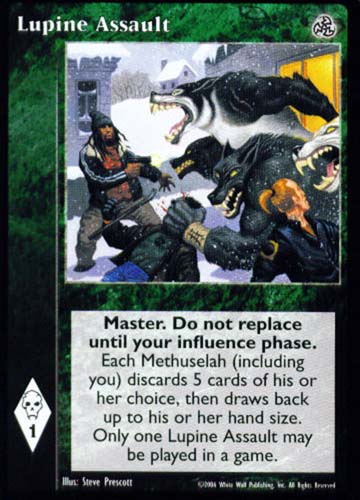 Lupine Assault
Master. Do not replace
until your influence phase.
Each Methuselah (including
you) discards 5 cards of his or
her choice, then draws back
up to his or her hand size.
Only one Lupine Assault may
be played in a game.
1
Illus: Steve Prescott
©2006 White Wolf Publishing, Inc. All Rights Reserved.